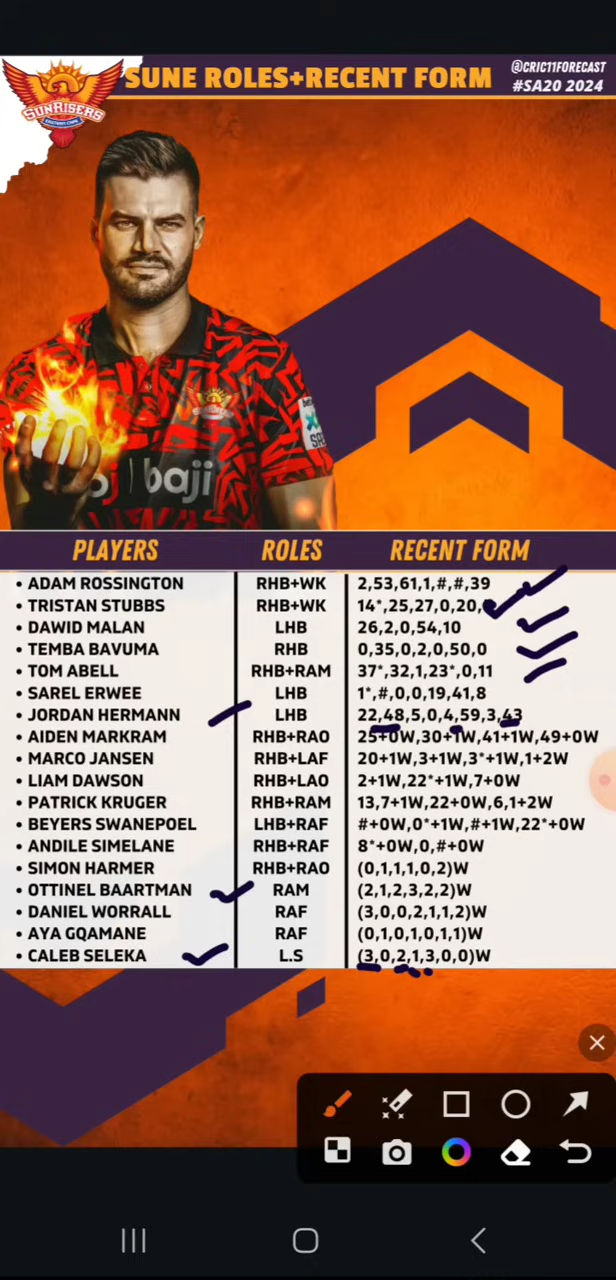 SUNE ROLES+RECENT FORM
@CRIC11FORECAST
#SA20 2024
SUNRISERS
EASTERN CAPE
baji
PLAYERS ROLES RECENT FORM
• ADAM ROSSINGTON RHB+WK 2,53,61,1,#,#,39
• TRISTAN STUBBS RHB+WK 14*,25,27,0,20,
• DAWID MALAN LHB 26,2,0,54,10
• TEMBA BAVUMA RHB 0,35,0,2,0,50,0
• TOM ABELL RHB+RAM 37*,32,1,23*,0,11
• SAREL ERWEE LHB 1*,#,0,0,19,41,8
• JORDAN HERMANN LHB 22,48,5,0,4,59,3,43
• AIDEN MARKRAM RHB+RAO 25+0W,30+1W,41+1W,49+0W
• MARCO JANSEN RHB+LAF 20+1W,3+1W,3*+1W,1+2W
• LIAM DAWSON RHB+LAO 2+1W,22*+1W,7+0W
• PATRICK KRUGER RHB+RAM 13,7+1W,22+0W,6,1+2W
• BEYERS SWANEPOEL LHB+RAF #+0W,0*+1W,#+1W,22*+0W
• ANDILE SIMELANE RHB+RAF 8*+0W,0,#+0W
• SIMON HARMER RHB+RAO (0,1,1,1,0,2)W
• OTTINEL BAARTMAN RAM (2,1,2,3,2,2)W
• DANIEL WORRALL RAF (3,0,0,2,1,1,2)W
• AYA GQAMANE RAF (0,1,0,1,0,1,1)W
• CALEB SELEKA L.S (3,0,2,1,3,0,0)W